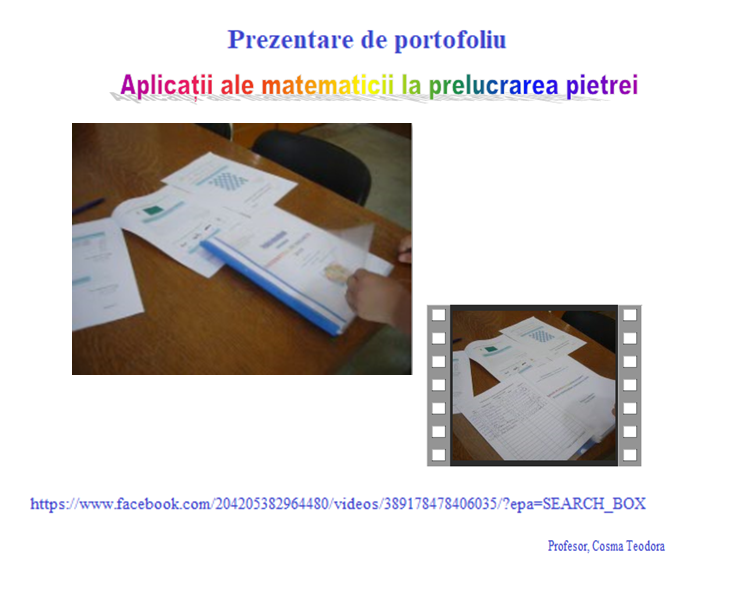 Prezentare de portofoliu
Aplicații ale matematicii la prelucrarea pietrei
https://www.facebook.com/204205382964480/videos/389178478406035/?epa=SEARCH_BOX
Profesor, Cosma Teodora